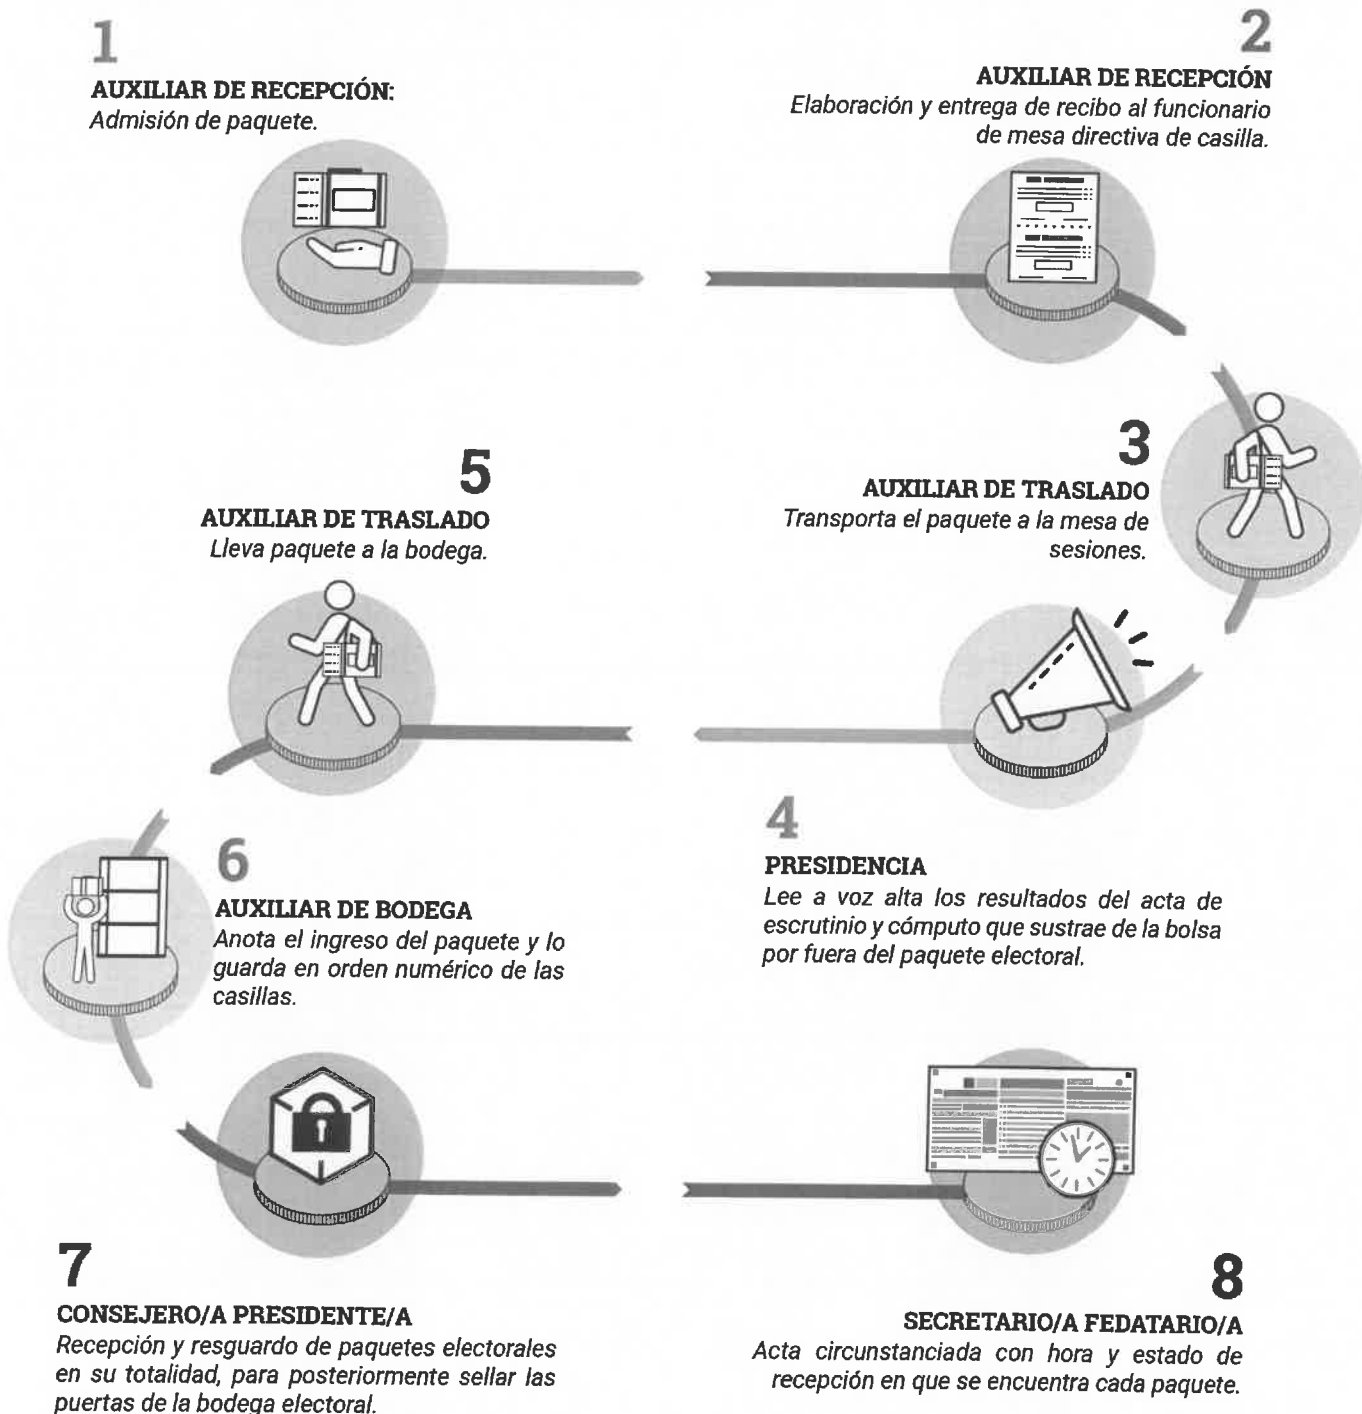 1
AUXILIAR DE RECEPCIÓN:
Admisión de paquete.
2
AUXILIAR DE RECEPCIÓN
Elaboración y entrega de recibo al funcionario
de mesa directiva de casilla.
3
AUXILIAR DE TRASLADO
Transporta el paquete a la mesa de
sesiones.
4
PRESIDENCIA
Lee a voz alta los resultados del acta de
escrutinio y cómputo que sustrae de la bolsa
por fuera del paquete electoral.
5
AUXILIAR DE TRASLADO
Lleva paquete a la bodega.
6
AUXILIAR DE BODEGA
Anota el ingreso del paquete y lo
guarda en orden numérico de las
casillas.
7
CONSEJERO/A PRESIDENTE/A
Recepción y resguardo de paquetes electorales
en su totalidad, para posteriormente sellar las
puertas de la bodega electoral.
8
SECRETARIO/A FEDATARIO/A
Acta circunstanciada con hora y estado de
recepción en que se encuentra cada paquete.